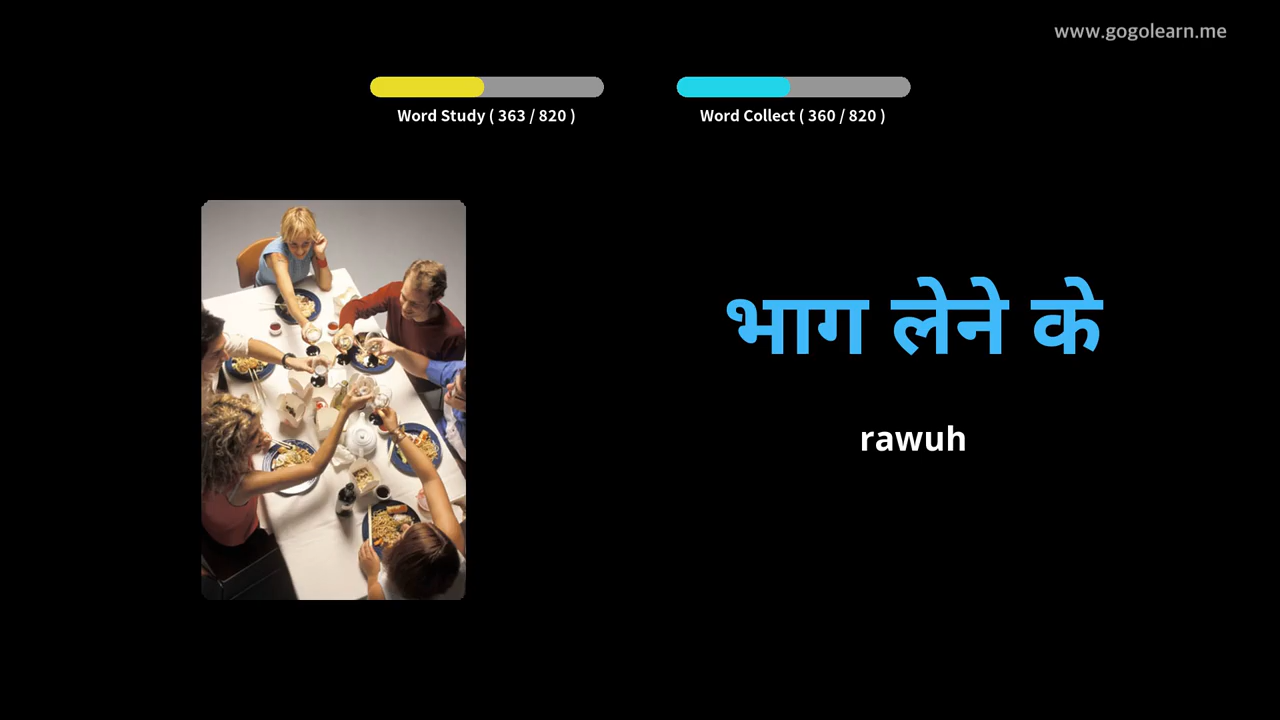 www.gogolearn.me
Word Study ( 363 / 820 )
Word Collect ( 360 / 820 )
भाग लेने के
rawuh